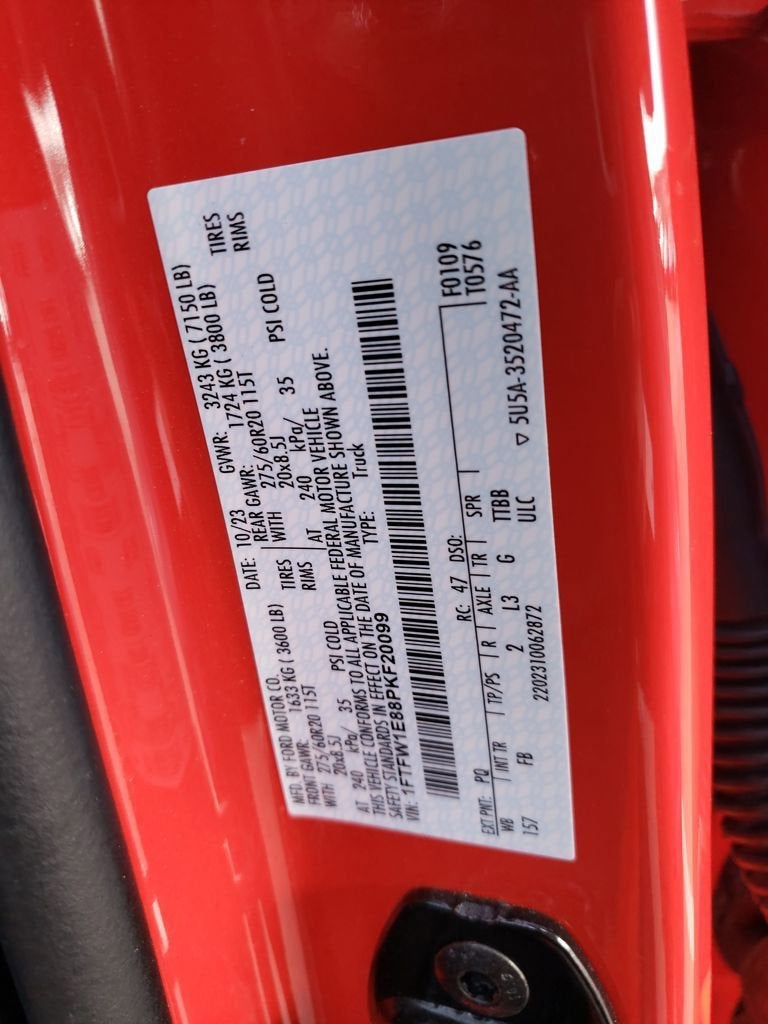 MFD. BY FORD MOTOR CO.
DATE: 10/23 GVWR: 3243 KG ( 7150 LB)
FRONT GAWR: 1633 KG ( 3600 LB) REAR GAWR: 1724 KG ( 3800 LB)
WITH 275/60R20 115T TIRES WITH 275/60R20 115T TIRES
20x8.5J RIMS 20x8.5J RIMS
AT 240 kPa/ 35 PSI COLD AT 240 kPa/ 35 PSI COLD
THIS VEHICLE CONFORMS TO ALL APPLICABLE FEDERAL MOTOR VEHICLE
SAFETY STANDARDS IN EFFECT ON THE DATE OF MANUFACTURE SHOWN ABOVE.
VIN: 1FTFW1E88PKF20099 TYPE: Truck
F0109
EXT PNT: PQ RC: 47 DSO: T0576
WB INT TR TP/PS R AXLE TR SPR
157 FB 2 L3 G TTBB
2202310062872 ULC ▽ 5U5A-3520472-AA